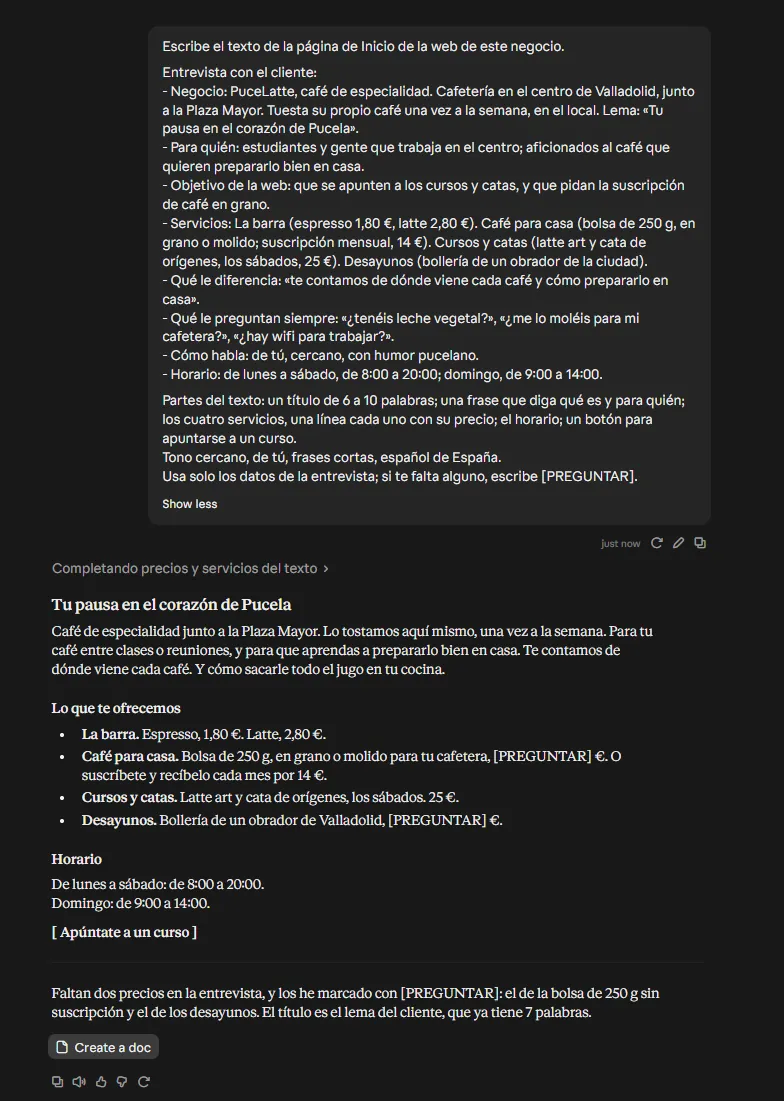 Escribe el texto de la página de Inicio de la web de este negocio.
Entrevista con el cliente:
- Negocio: PuceLatte, café de especialidad. Cafetería en el centro de Valladolid, junto
a la Plaza Mayor. Tuesta su propio café una vez a la semana, en el local. Lema: «Tu
pausa en el corazón de Pucela».
- Para quién: estudiantes y gente que trabaja en el centro; aficionados al café que
quieren prepararlo bien en casa.
- Objetivo de la web: que se apunten a los cursos y catas, y que pidan la suscripción
de café en grano.
- Servicios: La barra (espresso 1,80 €, latte 2,80 €). Café para casa (bolsa de 250 g, en
grano o molido; suscripción mensual, 14 €). Cursos y catas (latte art y cata de
orígenes, los sábados, 25 €). Desayunos (bollería de un obrador de la ciudad).
- Qué le diferencia: «te contamos de dónde viene cada café y cómo prepararlo en
casa».
- Qué le preguntan siempre: «¿tenéis leche vegetal?», «¿me lo moléis para mi
cafetera?», «¿hay wifi para trabajar?».
- Cómo habla: de tú, cercano, con humor pucelano.
- Horario: de lunes a sábado, de 8:00 a 20:00; domingo, de 9:00 a 14:00.
Partes del texto: un título de 6 a 10 palabras; una frase que diga qué es y para quién;
los cuatro servicios, una línea cada uno con su precio; el horario; un botón para
apuntarse a un curso.
Tono cercano, de tú, frases cortas, español de España.
Usa solo los datos de la entrevista; si te falta alguno, escribe [PREGUNTAR].
Show less
just now
Completando precios y servicios del texto >
Tu pausa en el corazón de Pucela
Café de especialidad junto a la Plaza Mayor. Lo tostamos aquí mismo, una vez a la semana. Para tu
café entre clases o reuniones, y para que aprendas a prepararlo bien en casa. Te contamos de
dónde viene cada café. Y cómo sacarle todo el jugo en tu cocina.
Lo que te ofrecemos
• La barra. Espresso, 1,80 €. Latte, 2,80 €.
• Café para casa. Bolsa de 250 g, en grano o molido para tu cafetera, [PREGUNTAR] €. O
suscríbete y recíbelo cada mes por 14 €.
• Cursos y catas. Latte art y cata de orígenes, los sábados. 25 €.
• Desayunos. Bollería de un obrador de Valladolid, [PREGUNTAR] €.
Horario
De lunes a sábado: de 8:00 a 20:00.
Domingo: de 9:00 a 14:00.
[ Apúntate a un curso ]
Faltan dos precios en la entrevista, y los he marcado con [PREGUNTAR]: el de la bolsa de 250 g sin
suscripción y el de los desayunos. El título es el lema del cliente, que ya tiene 7 palabras.
Create a doc